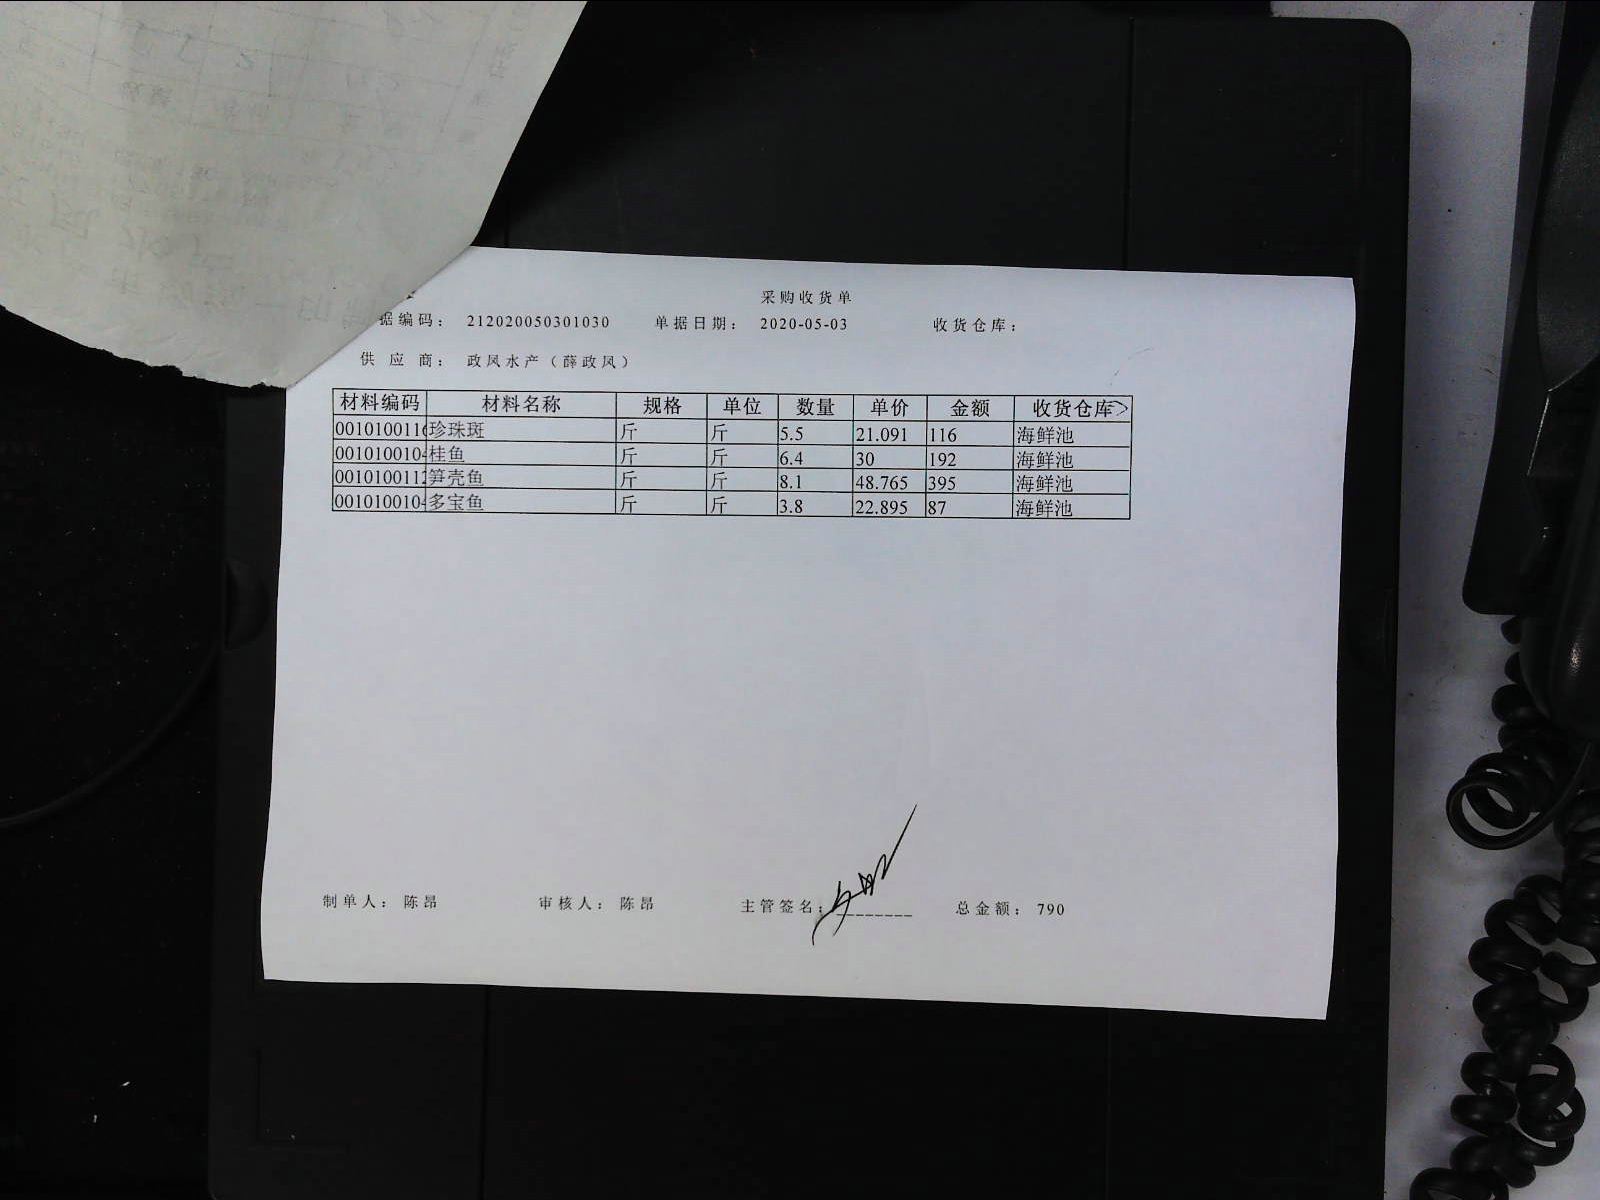 采购收货单
据编码： 212020050301030 单据日期： 2020-05-03 收货仓库：
供 应 商： 政凤水产（薛政凤）
材料编码 材料名称 规格 单位 数量 单价 金额 收货仓库
0010100116 珍珠斑 斤 斤 5.5 21.091 116 海鲜池
001010010 桂鱼 斤 斤 6.4 30 192 海鲜池
001010011 笋壳鱼 斤 斤 8.1 48.765 395 海鲜池
001010010 多宝鱼 斤 斤 3.8 22.895 87 海鲜池
制单人： 陈昂 审核人： 陈昂 主管签名：________ 总金额： 790